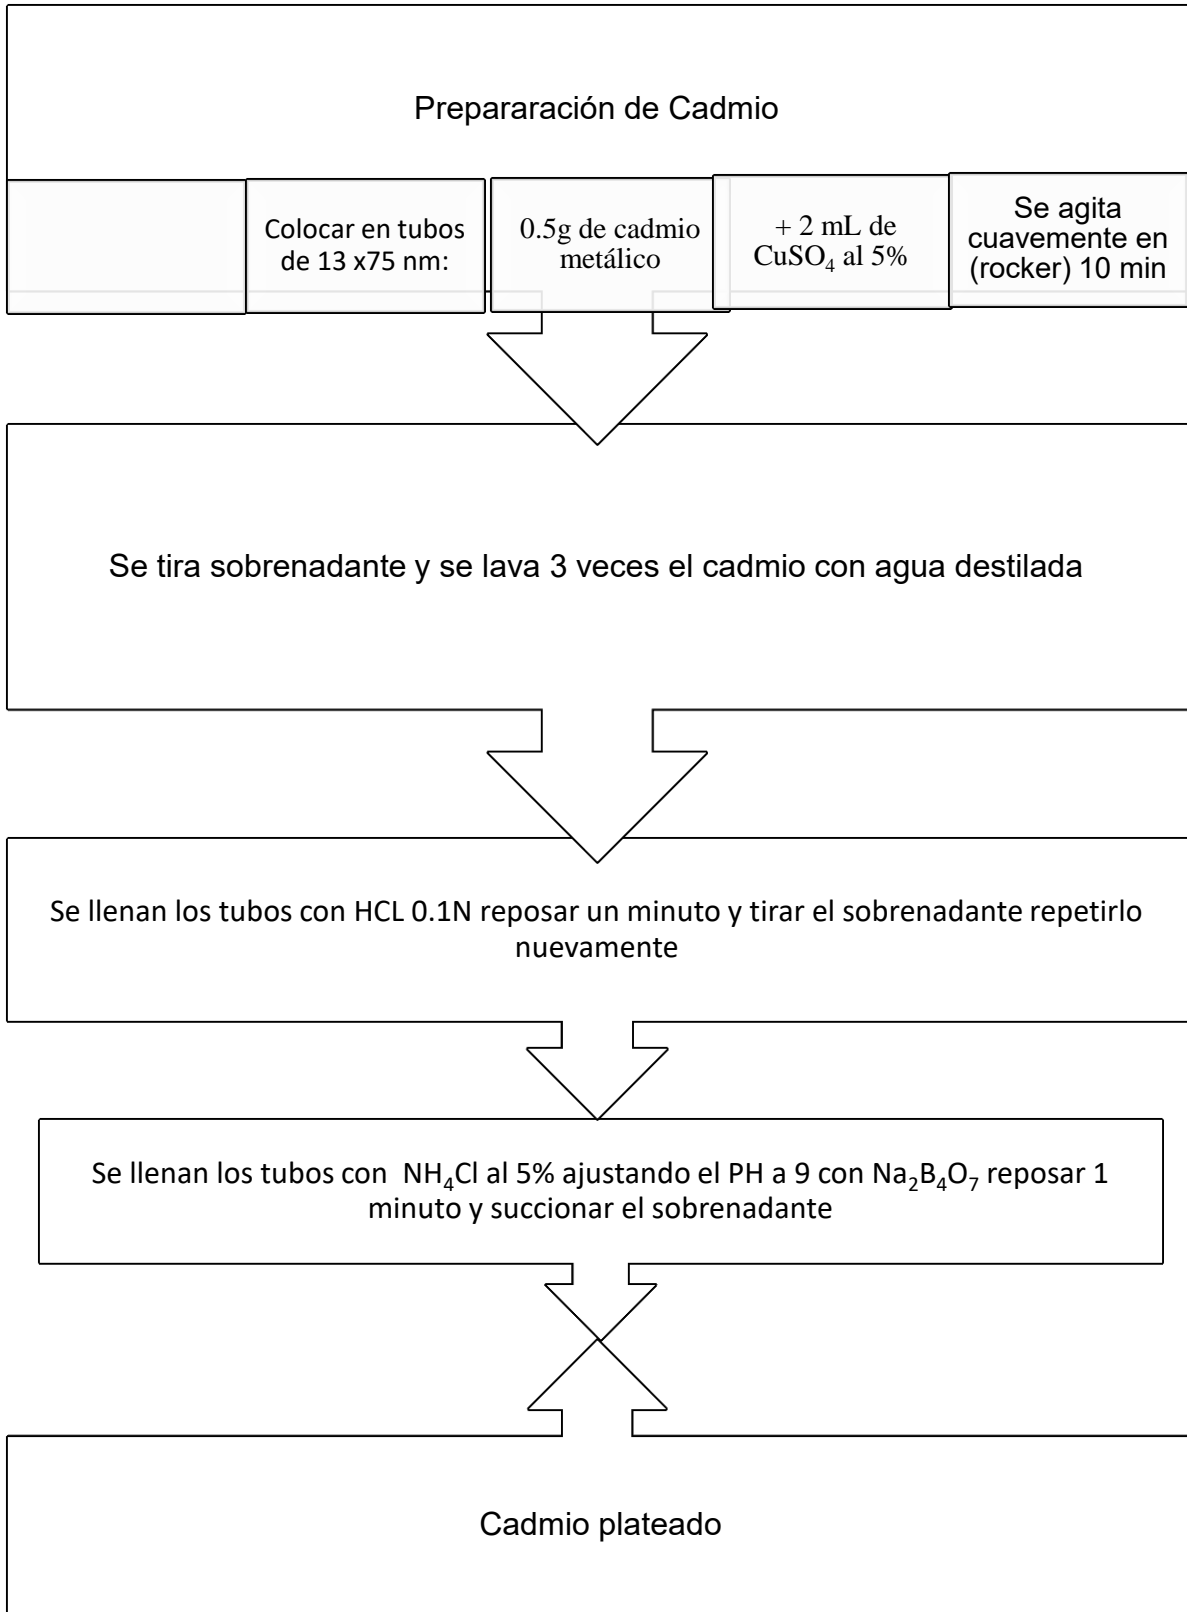 Prepararación de Cadmio
Colocar en tubos
de 13 x75 nm:
0.5g de cadmio
metálico
+ 2 mL de
CuSO₄ al 5%
Se agita
cuavemente en
(rocker) 10 min
Se tira sobrenadante y se lava 3 veces el cadmio con agua destilada
Se llenan los tubos con HCL 0.1N reposar un minuto y tirar el sobrenadante repetirlo
nuevamente
Se llenan los tubos con NH₄Cl al 5% ajustando el PH a 9 con Na₂B₄O₇ reposar 1
minuto y succionar el sobrenadante
Cadmio plateado